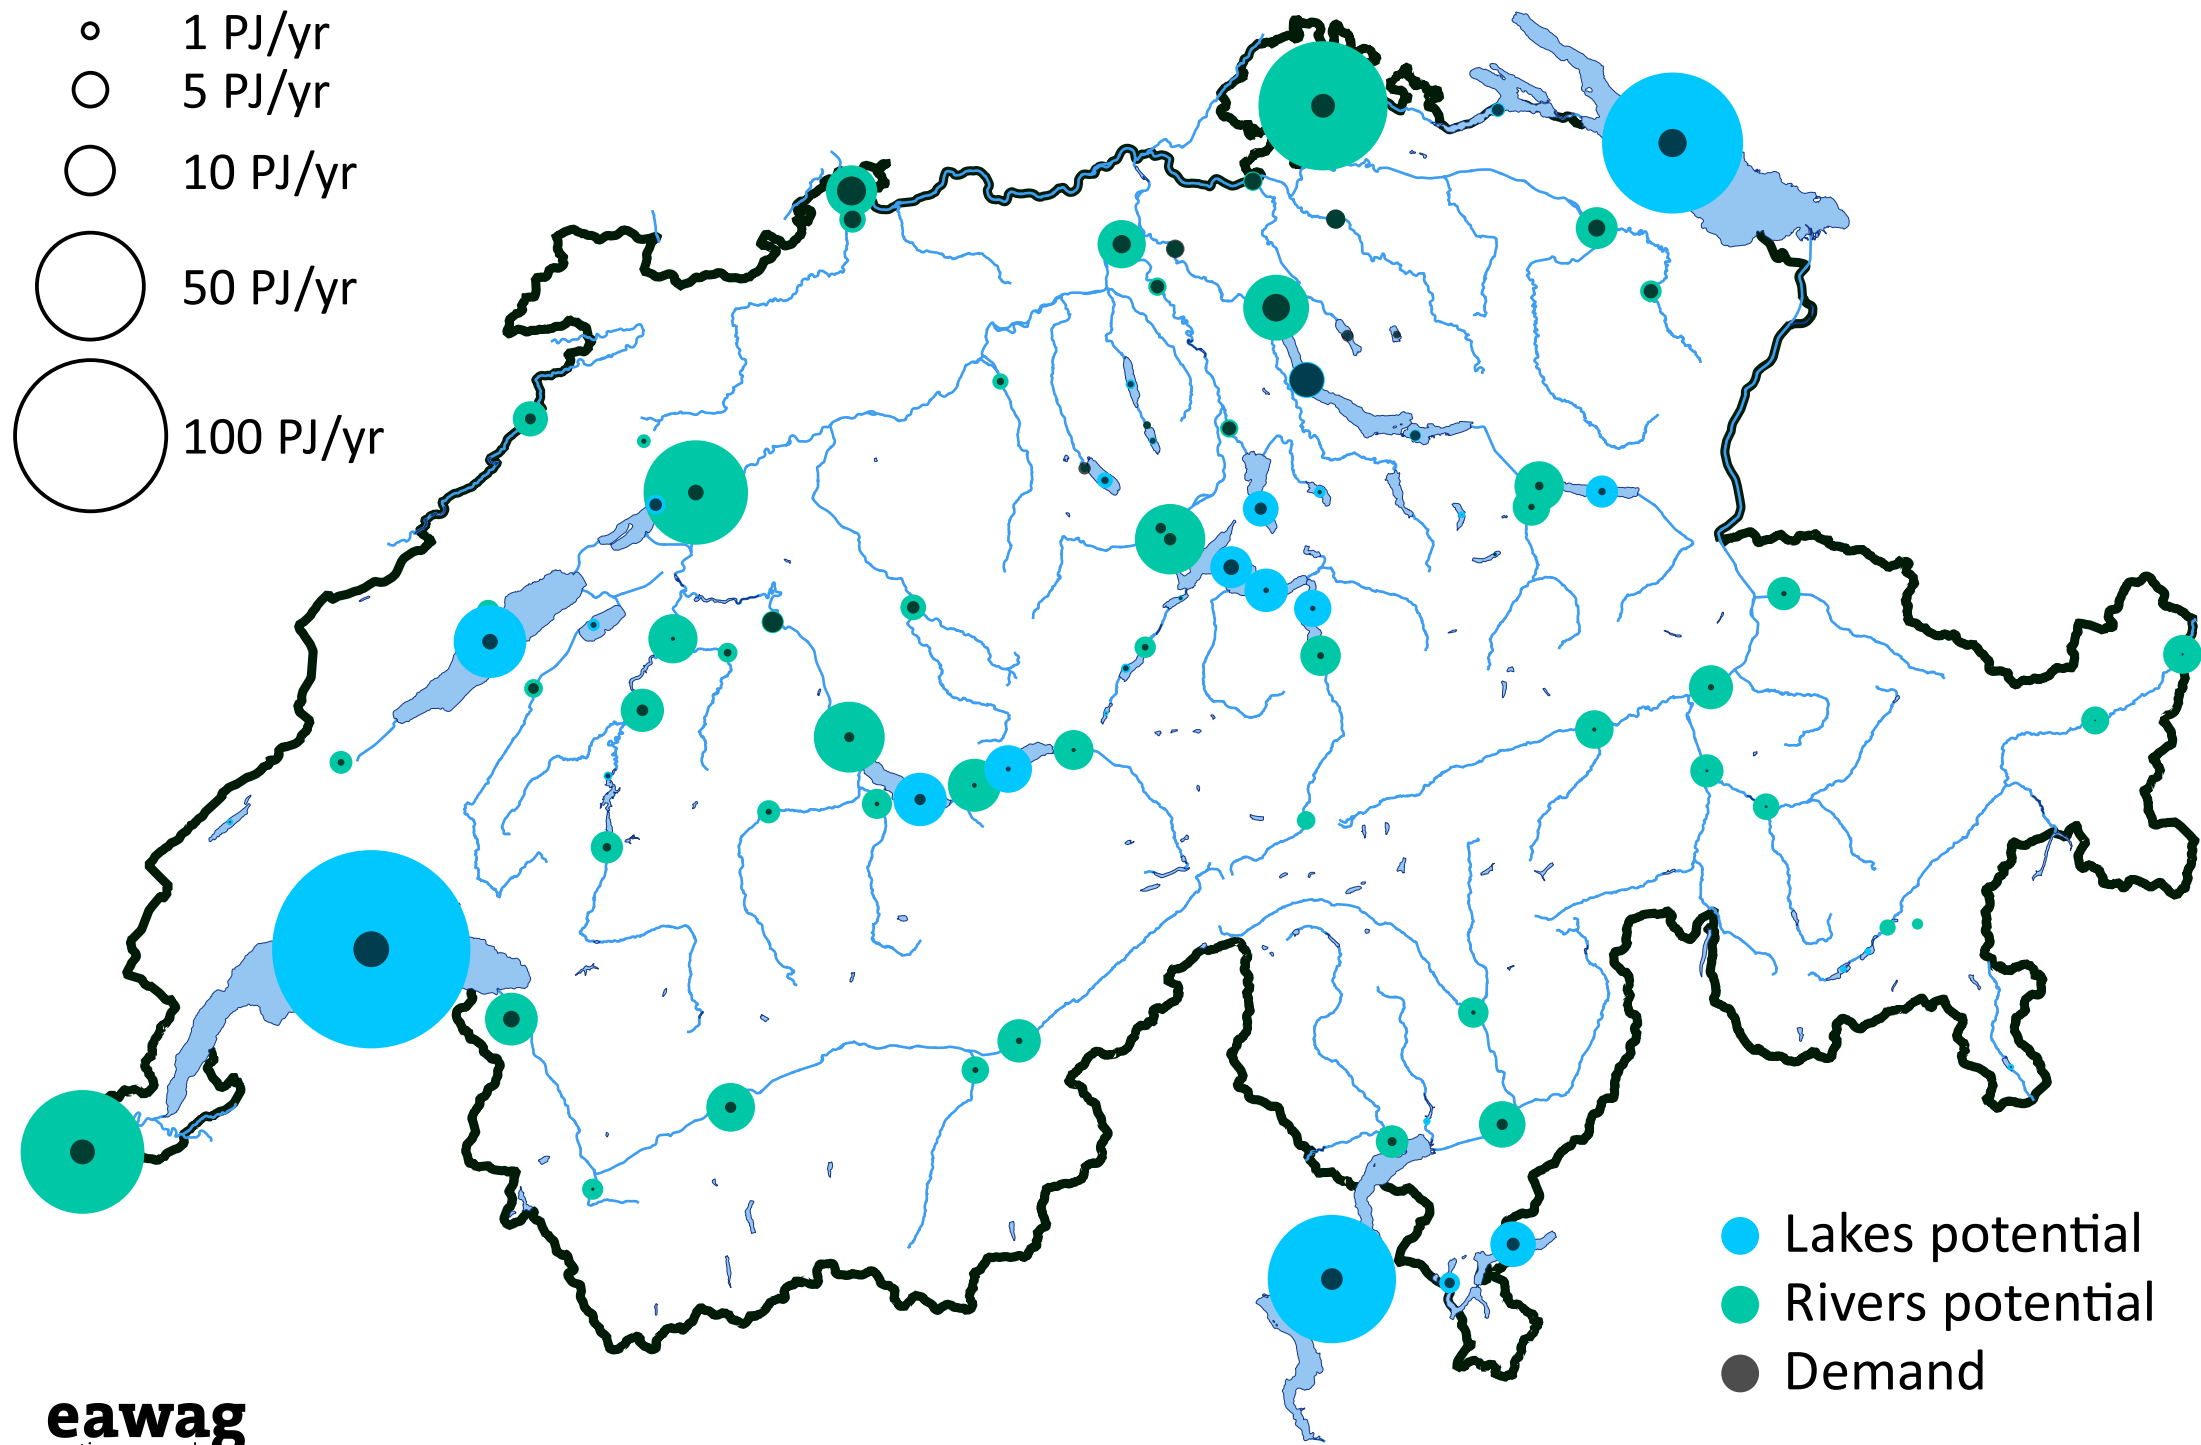 1 PJ/yr
5 PJ/yr
10 PJ/yr
50 PJ/yr
100 PJ/yr
Lakes potential
Rivers potential
Demand
eawag